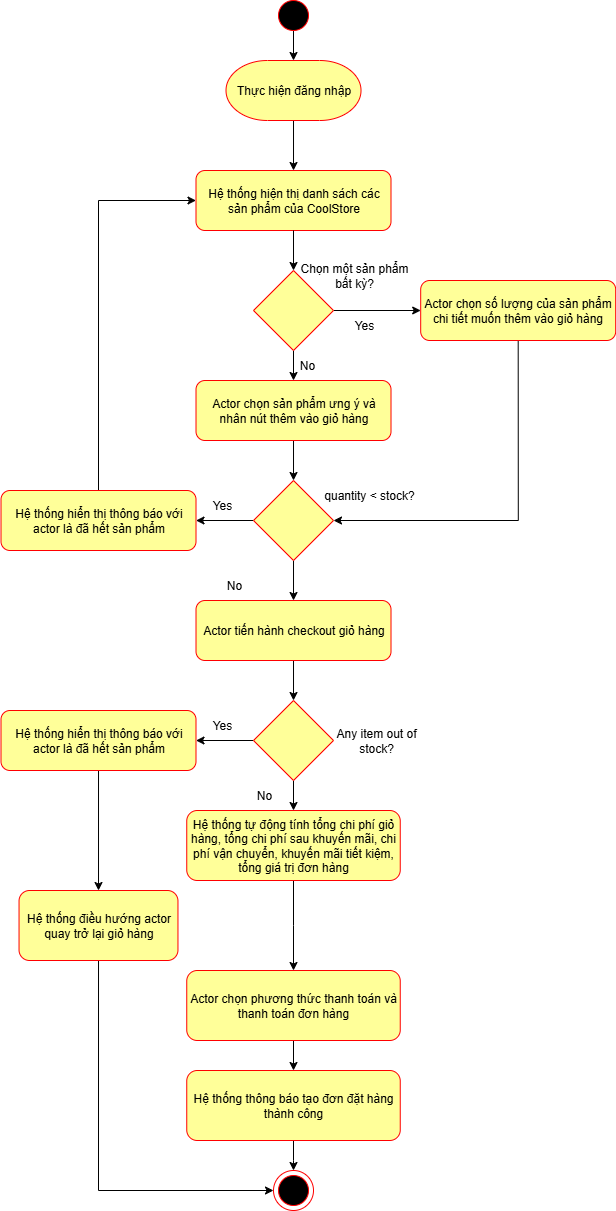 Thực hiện đăng nhập
Hệ thống hiện thị danh sách các
sản phẩm của CoolStore
Chọn một sản phẩm
bất kỳ?
Yes
Actor chọn số lượng của sản phẩm
chi tiết muốn thêm vào giỏ hàng
No
Actor chọn sản phẩm ưng ý và
nhân nút thêm vào giỏ hàng
quantity < stock?
Yes
Hệ thống hiển thị thông báo với
actor là đã hết sản phẩm
No
Actor tiến hành checkout giỏ hàng
Any item out of
stock?
Yes
Hệ thống hiển thị thông báo với
actor là đã hết sản phẩm
No
Hệ thống tự động tính tổng chi phí giỏ
hàng, tổng chi phí sau khuyến mãi, chi
phí vận chuyển, khuyến mãi tiết kiệm,
tổng giá trị đơn hàng
Hệ thống điều hướng actor
quay trở lại giỏ hàng
Actor chọn phương thức thanh toán và
thanh toán đơn hàng
Hệ thống thông báo tạo đơn đặt hàng
thành công